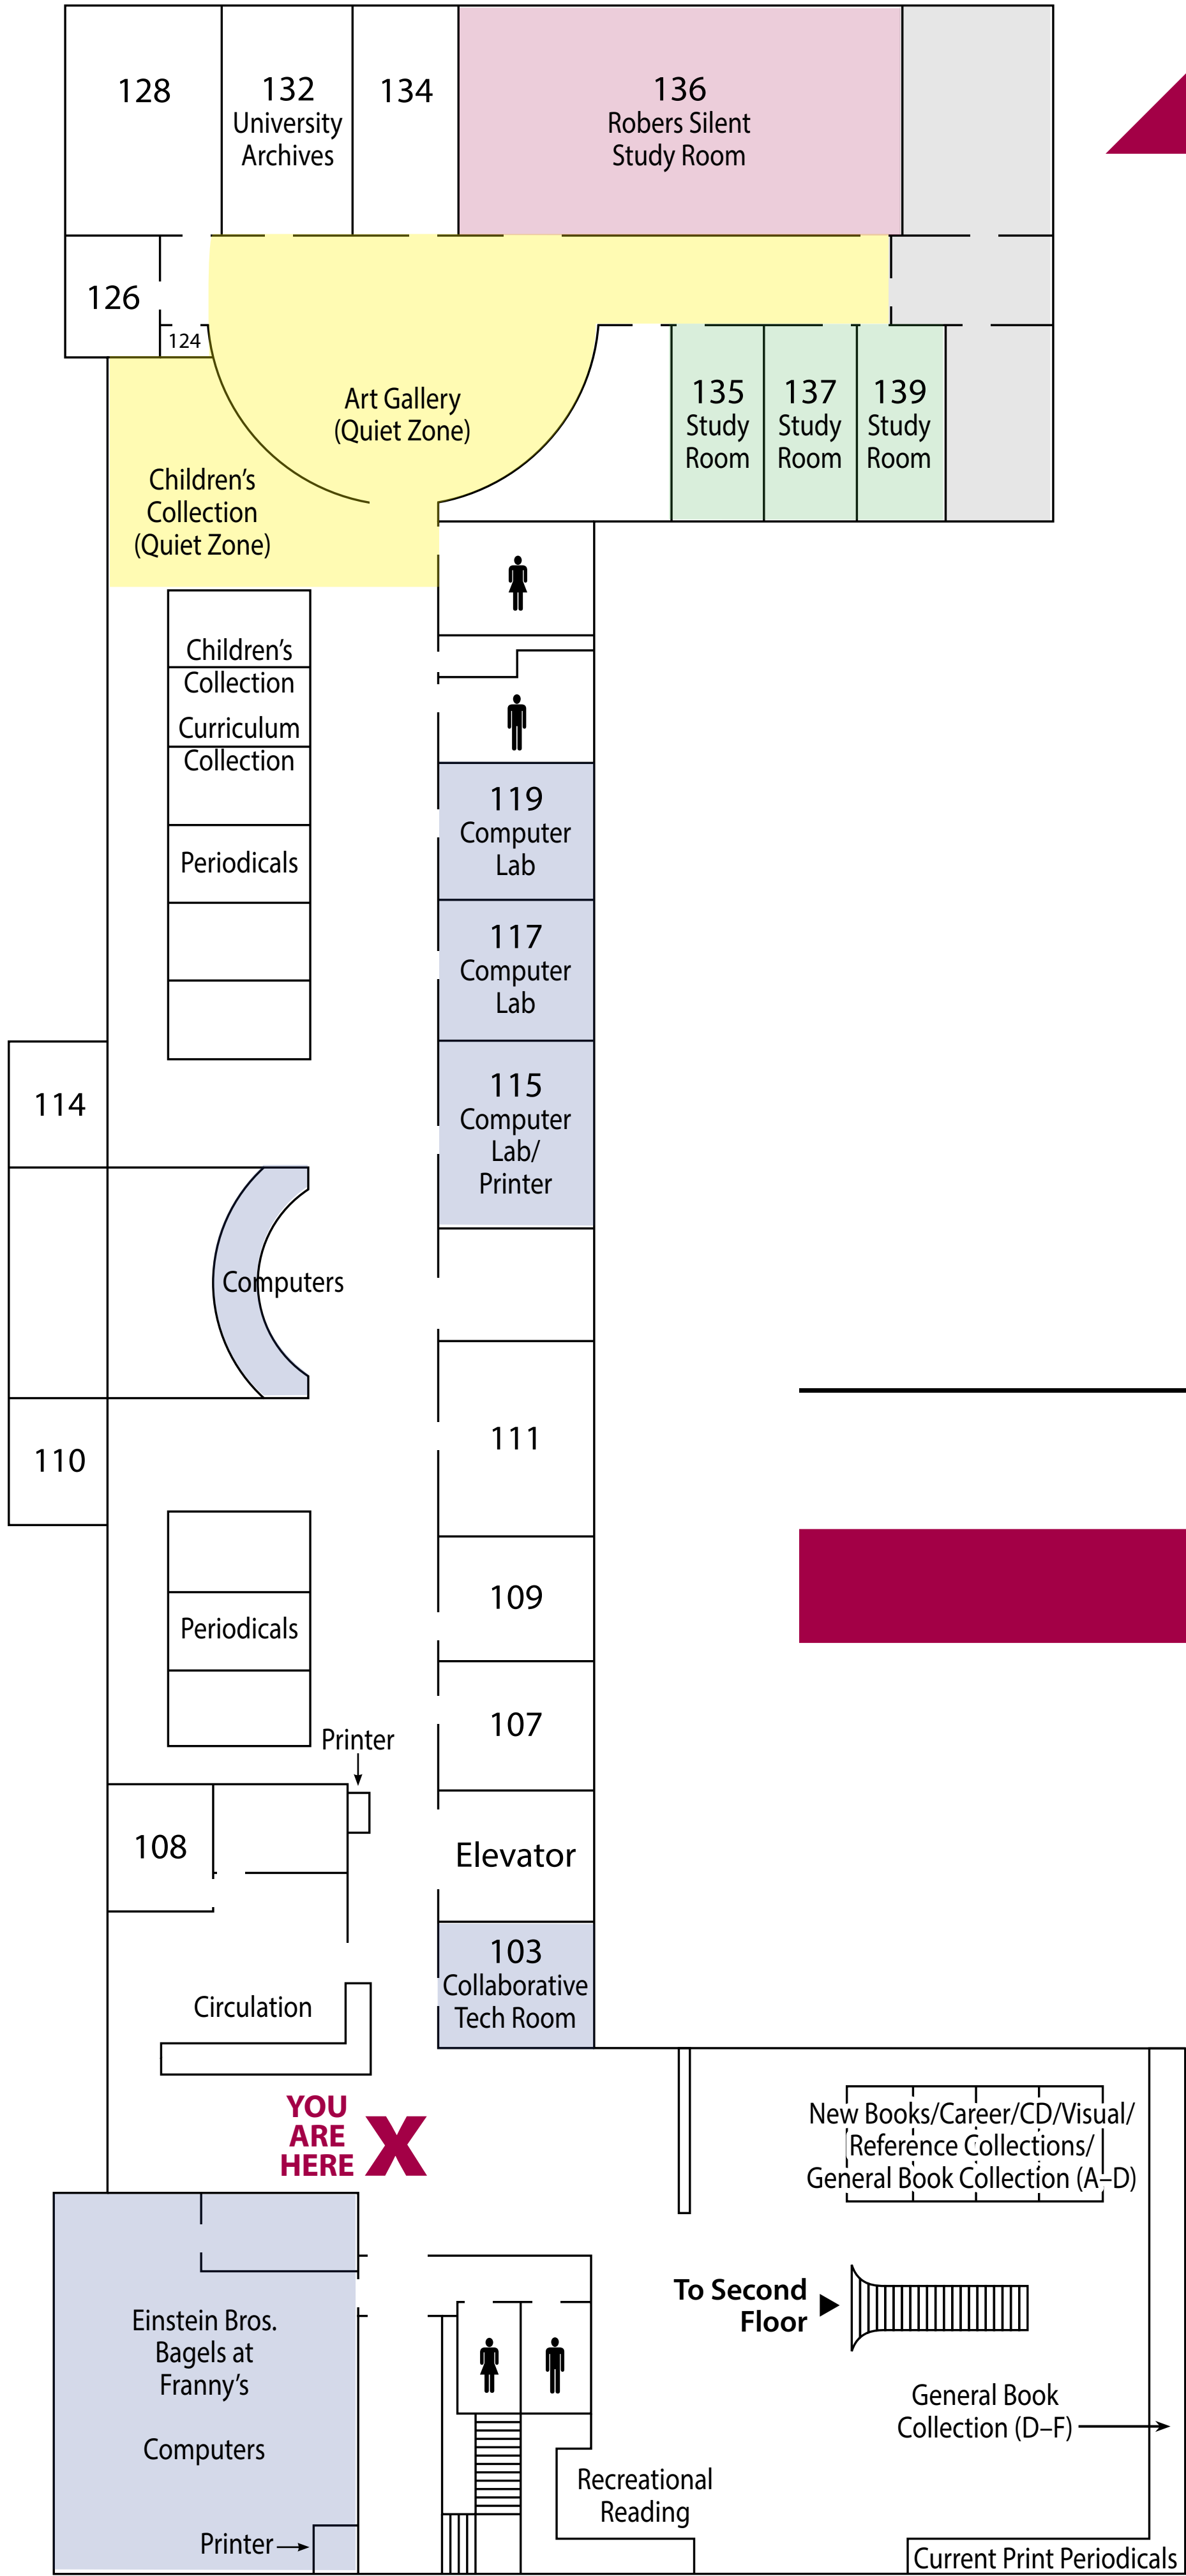 128
132
University
Archives
134
136
Robers Silent
Study Room
126
124
Art Gallery
(Quiet Zone)
135
Study
Room
137
Study
Room
139
Study
Room
Children's
Collection
(Quiet Zone)
Children's
Collection
Curriculum
Collection
Periodicals
119
Computer
Lab
117
Computer
Lab
115
Computer
Lab/
Printer
114
Computers
110
111
109
Periodicals
107
Printer
108
Elevator
103
Collaborative
Tech Room
Circulation
YOU
ARE
HERE
X
New Books/Career/CD/Visual/
Reference Collections/
General Book Collection (A–D)
To Second
Floor
Einstein Bros.
Bagels at
Franny's
Computers
Printer
General Book
Collection (D–F)
Recreational
Reading
Current Print Periodicals